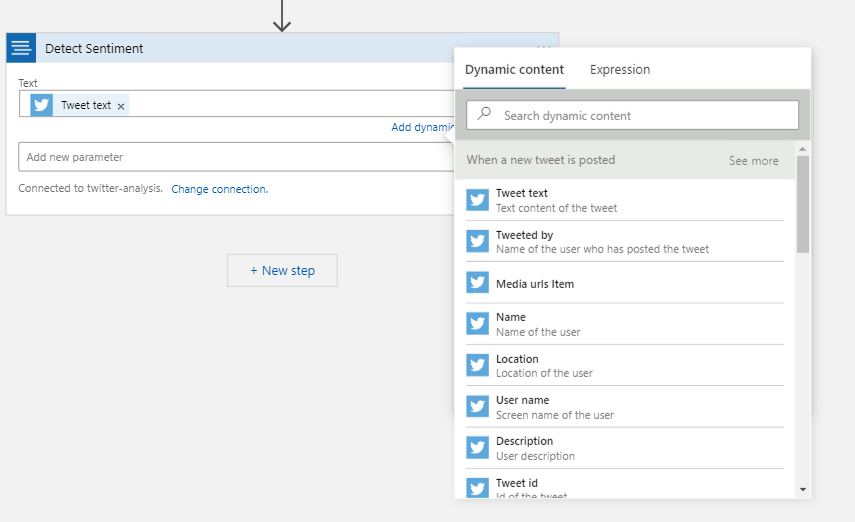 Detect Sentiment
Text
Tweet text ×
Add dynamic
Add new parameter
Connected to twitter-analysis. Change connection.
+ New step
Dynamic content Expression
Search dynamic content
When a new tweet is posted See more
Tweet text
Text content of the tweet
Tweeted by
Name of the user who has posted the tweet
Media urls Item
Name
Name of the user
Location
Location of the user
User name
Screen name of the user
Description
User description
Tweet id
Id of the tweet